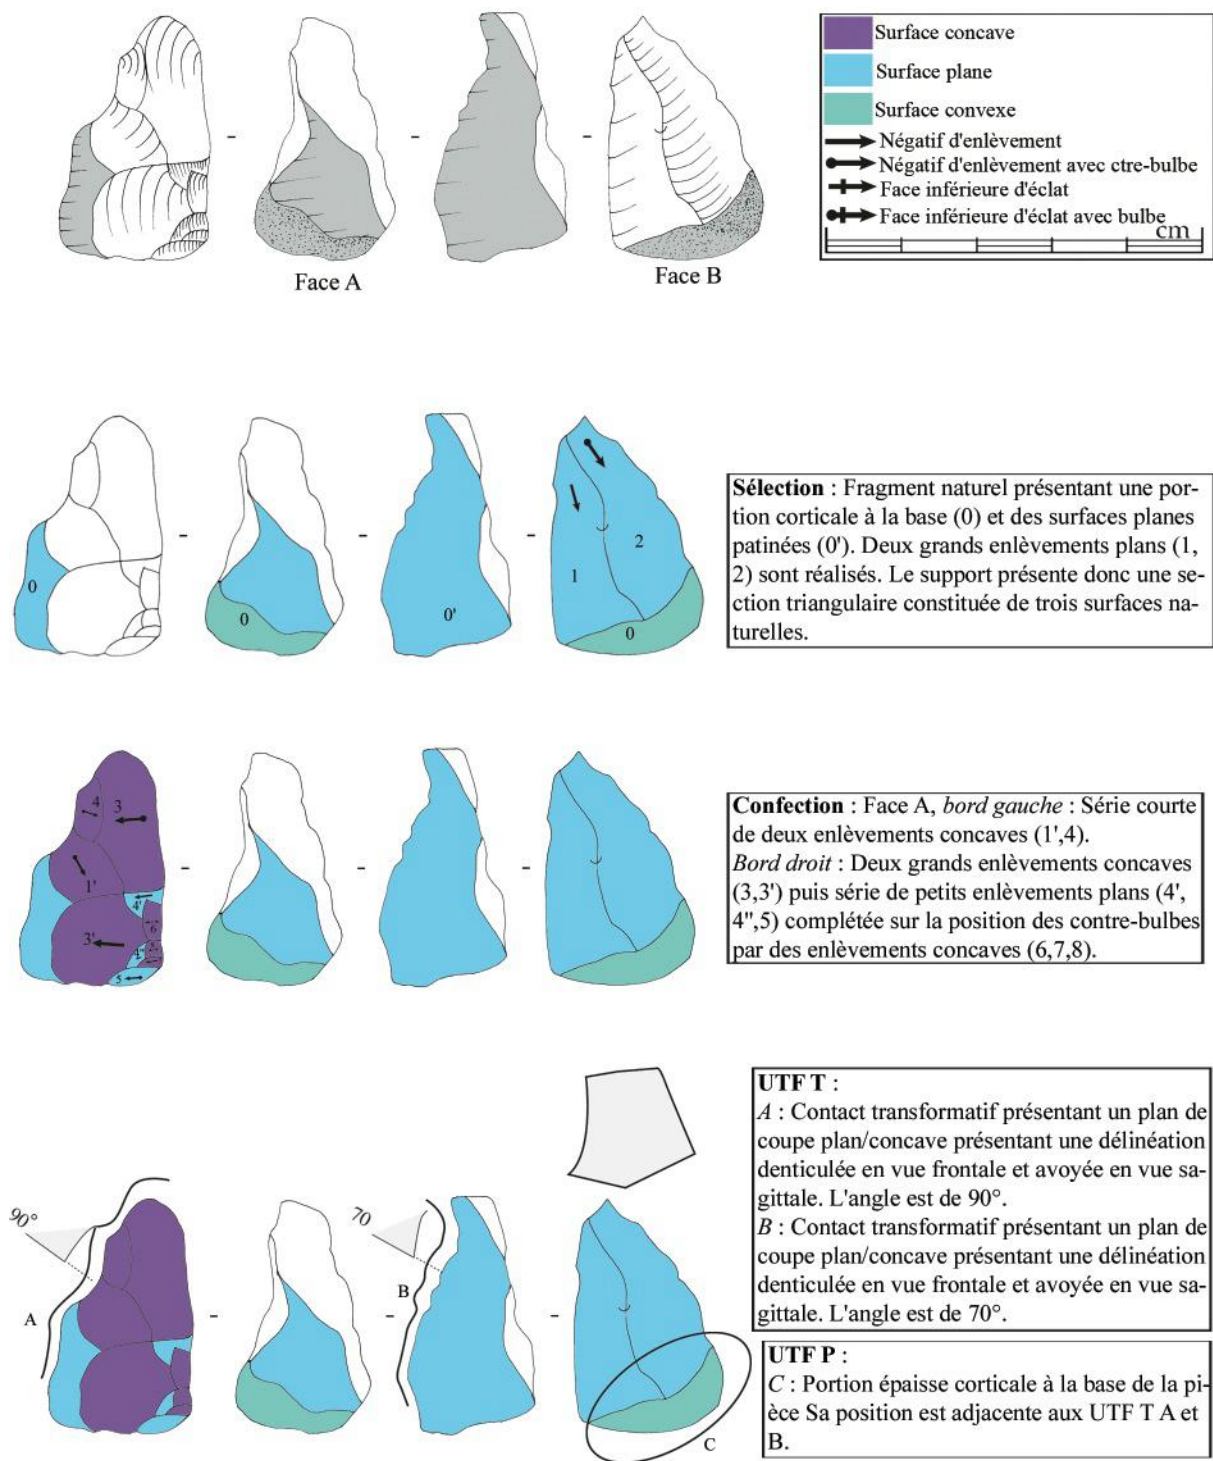 Surface concave
Surface plane
Surface convexe
Négatif d'enlèvement
Négatif d'enlèvement avec ctre-bulbe
Face inférieure d'éclat
Face inférieure d'éclat avec bulbe
cm
- - -
Face A
Face B
0
-
0
-
0'
-
1
2
0
Sélection : Fragment naturel présentant une por-
tion corticale à la base (0) et des surfaces planes
patinées (0'). Deux grands enlèvements plans (1,
2) sont réalisés. Le support présente donc une se-
ction triangulaire constituée de trois surfaces na-
turelles.
4
3
1'
4'
6
3'
4''
5
- - -
Confection : Face A, bord gauche : Série courte
de deux enlèvements concaves (1',4).
Bord droit : Deux grands enlèvements concaves
(3,3') puis série de petits enlèvements plans (4',
4'',5) complétée sur la position des contre-bulbes
par des enlèvements concaves (6,7,8).
90°
A
-
70
B
- -
C
UTF T :
A : Contact transformatif présentant un plan de
coupe plan/concave présentant une délinéation
denticulée en vue frontale et avoyée en vue sa-
gittale. L'angle est de 90°.
B : Contact transformatif présentant un plan de
coupe plan/concave présentant une délinéation
denticulée en vue frontale et avoyée en vue sa-
gittale. L'angle est de 70°.
UTF P :
C : Portion épaisse corticale à la base de la pi-
èce Sa position est adjacente aux UTF T A et
B.